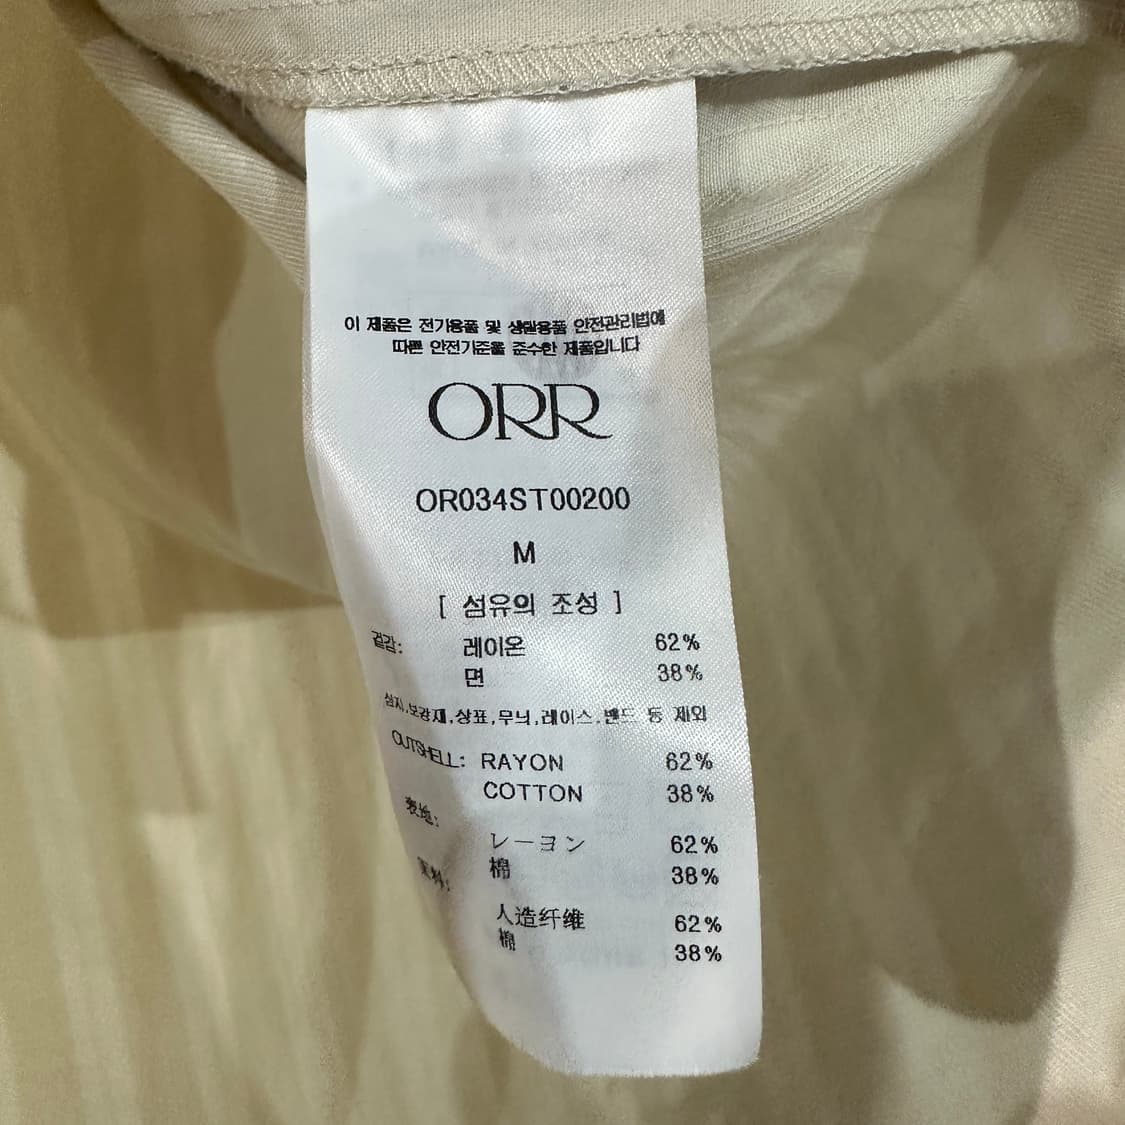 이 제품은 전기용품 및 생활용품 안전관리법에
따른 안전기준을 준수한 제품입니다
ORR
OR034ST00200
M
[ 섬유의 조성 ]
겉감: 레이온 62%
면 38%
심지,보강재,상표,무늬,레이스,밴드 등 제외
OUTSHELL: RAYON 62%
COTTON 38%
表地:
レーヨン 62%
棉 38%
人造纤维 62%
棉 38%